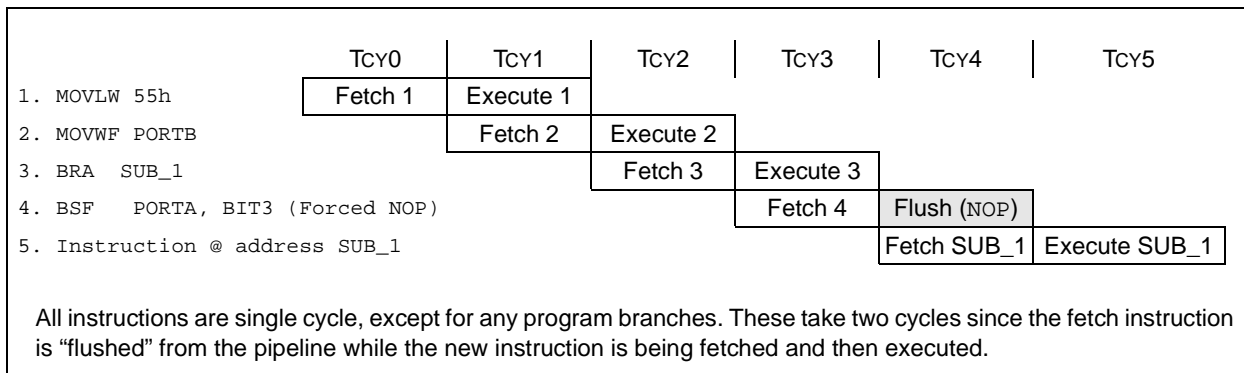 TCY0 TCY1 TCY2 TCY3 TCY4 TCY5
1. MOVLW 55h Fetch 1 Execute 1
2. MOVWF PORTB Fetch 2 Execute 2
3. BRA SUB_1 Fetch 3 Execute 3
4. BSF PORTA, BIT3 (Forced NOP) Fetch 4 Flush (NOP)
5. Instruction @ address SUB_1 Fetch SUB_1 Execute SUB_1
All instructions are single cycle, except for any program branches. These take two cycles since the fetch instruction
is “flushed” from the pipeline while the new instruction is being fetched and then executed.